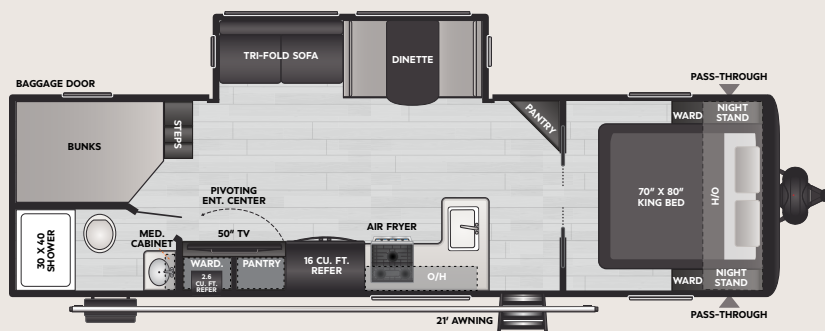 BAGGAGE DOOR
TRI-FOLD SOFA
DINETTE
PASS-THROUGH
BUNKS
STEPS
PANTRY
WARD
NIGHT
STAND
70" X 80"
KING BED
H/O
PIVOTING
ENT. CENTER
30 X 40
SHOWER
MED.
CABINET
50" TV
AIR FRYER
WARD.
2.6
CU. FT.
REFER
PANTRY
16 CU. FT.
REFER
O/H
WARD
NIGHT
STAND
21' AWNING
PASS-THROUGH